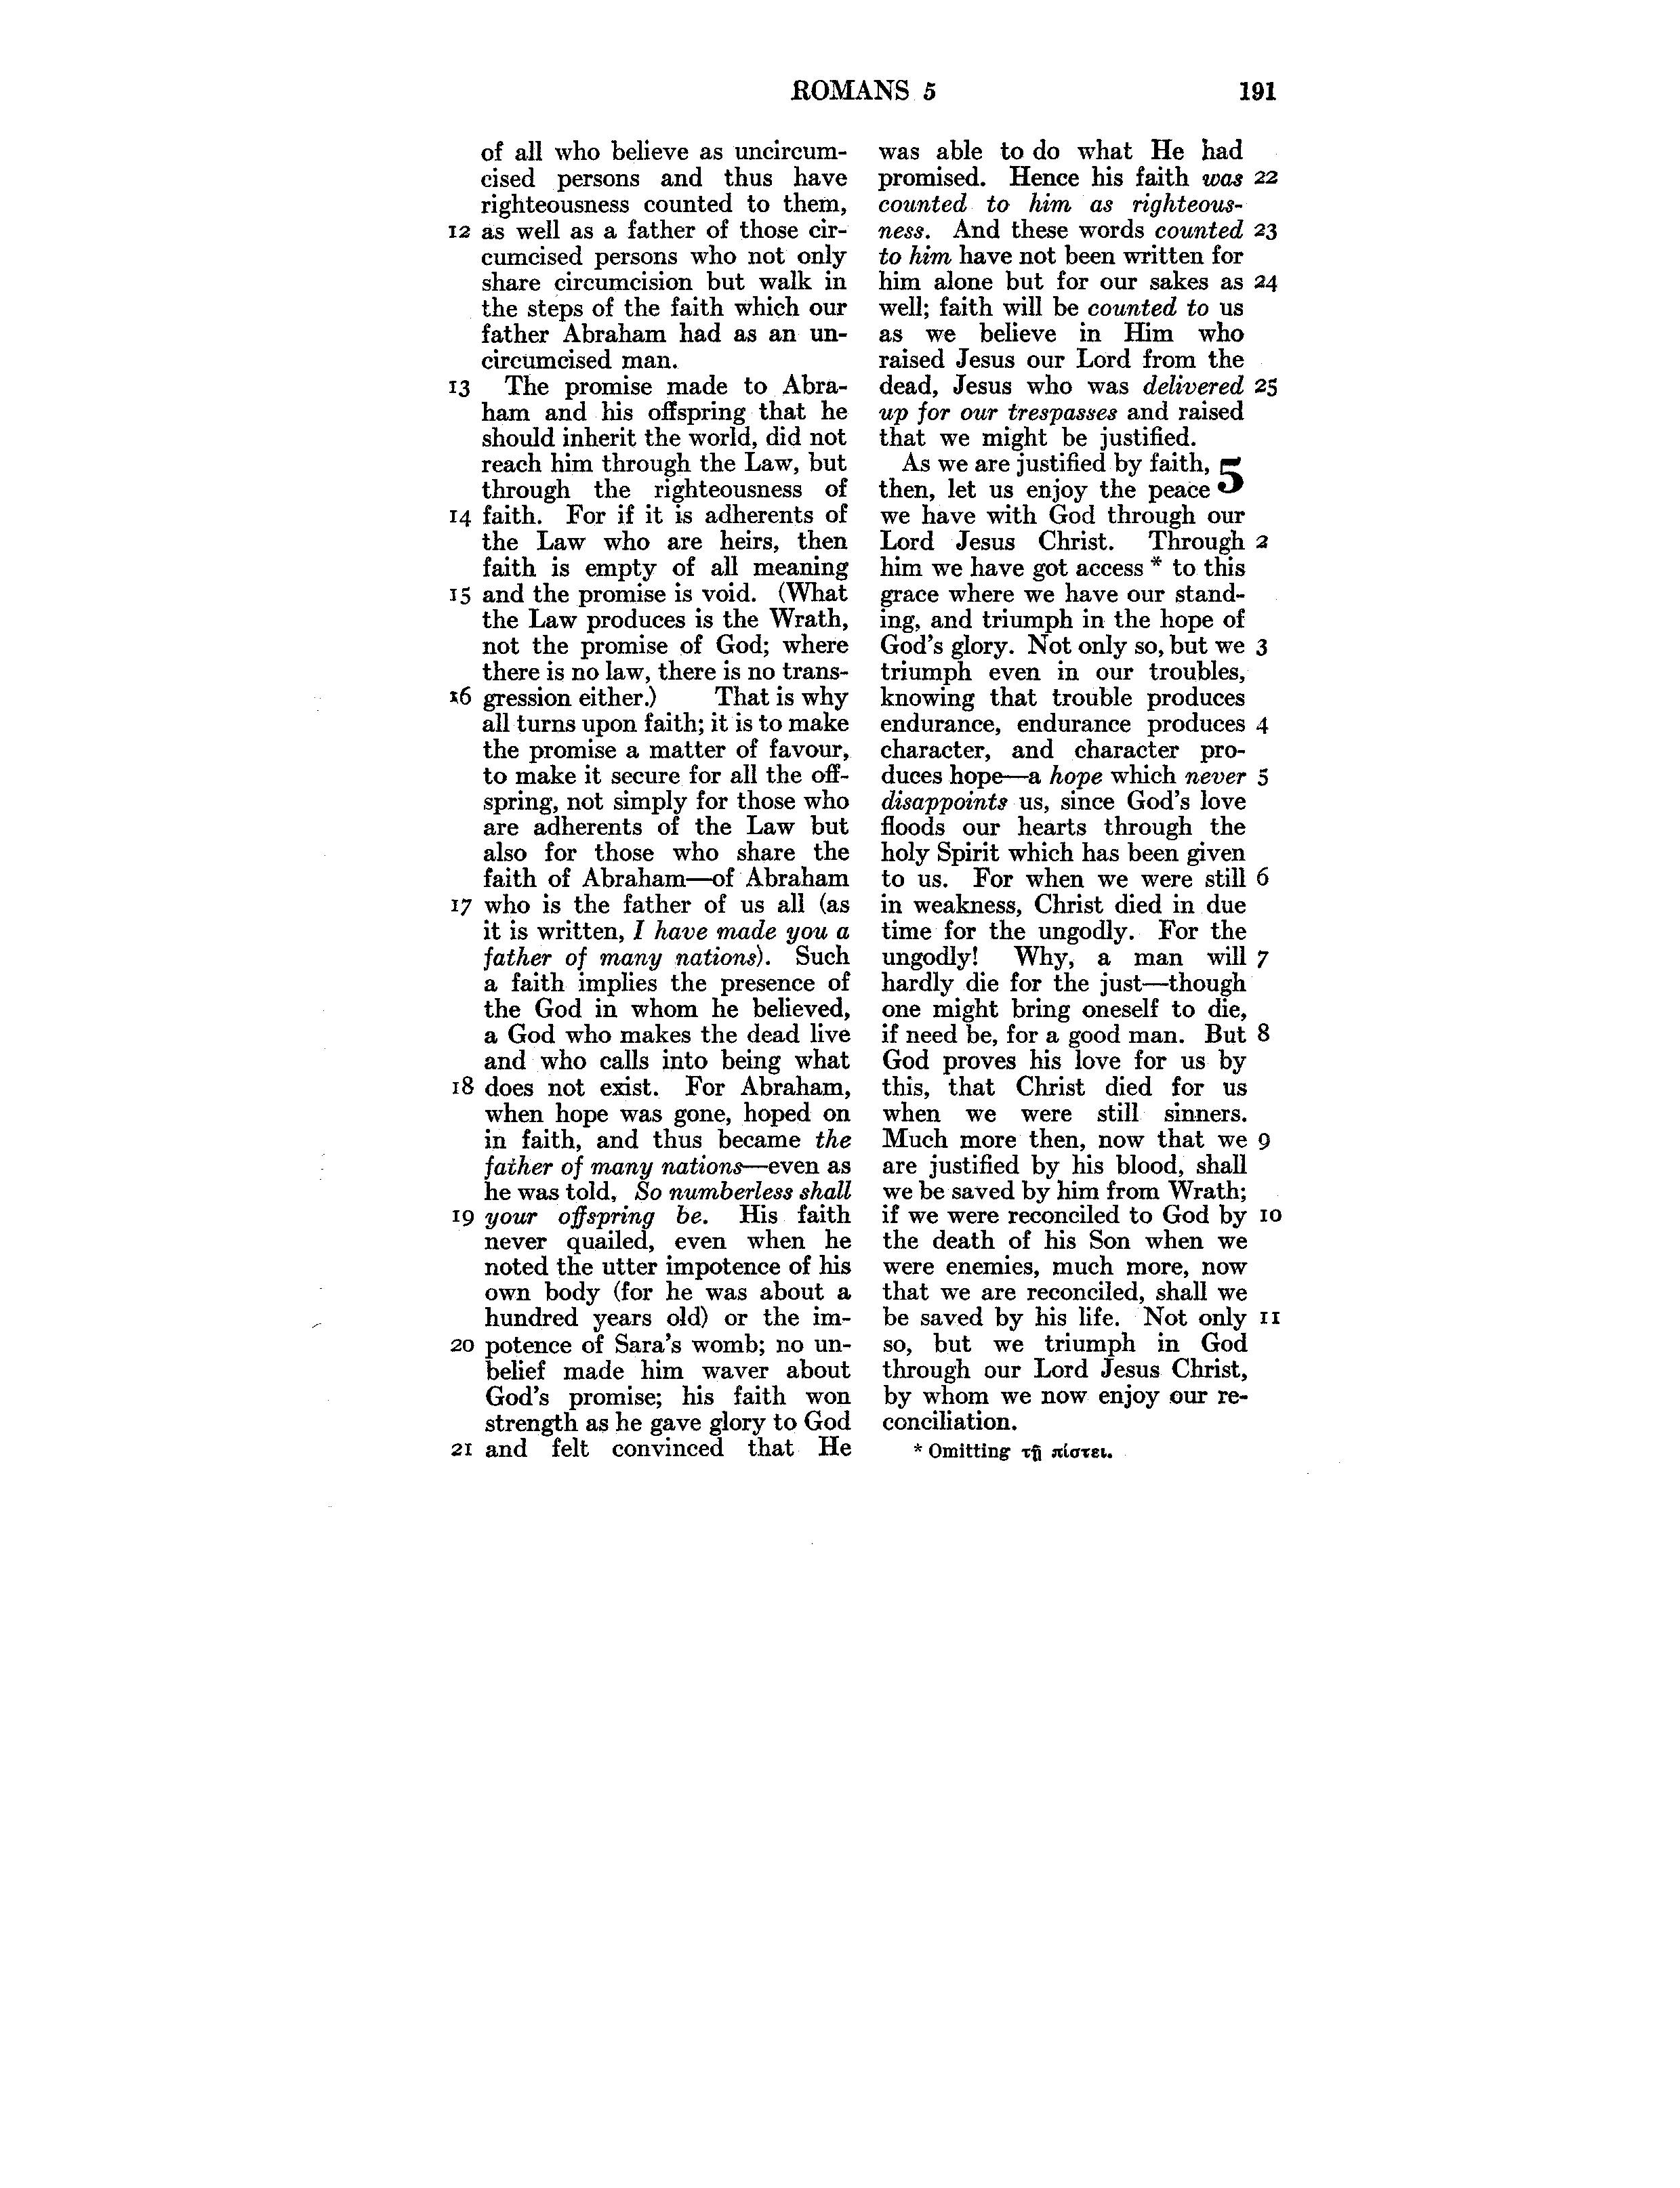 ROMANS 5 191
of all who believe as uncircum-
cised persons and thus have
righteousness counted to them,
12 as well as a father of those cir-
cumcised persons who not only
share circumcision but walk in
the steps of the faith which our
father Abraham had as an un-
circumcised man.
13 The promise made to Abra-
ham and his offspring that he
should inherit the world, did not
reach him through the Law, but
through the righteousness of
14 faith. For if it is adherents of
the Law who are heirs, then
faith is empty of all meaning
15 and the promise is void. (What
the Law produces is the Wrath,
not the promise of God; where
there is no law, there is no trans-
16 gression either.) That is why
all turns upon faith; it is to make
the promise a matter of favour,
to make it secure for all the off-
spring, not simply for those who
are adherents of the Law but
also for those who share the
faith of Abraham—of Abraham
17 who is the father of us all (as
it is written, I have made you a
father of many nations). Such
a faith implies the presence of
the God in whom he believed,
a God who makes the dead live
and who calls into being what
18 does not exist. For Abraham,
when hope was gone, hoped on
in faith, and thus became the
father of many nations—even as
he was told, So numberless shall
19 your offspring be. His faith
never quailed, even when he
noted the utter impotence of his
own body (for he was about a
hundred years old) or the im-
20 potence of Sara's womb; no un-
belief made him waver about
God's promise; his faith won
strength as he gave glory to God
21 and felt convinced that He
was able to do what He had
promised. Hence his faith was 22
counted to him as righteous-
ness. And these words counted 23
to him have not been written for
him alone but for our sakes as 24
well; faith will be counted to us
as we believe in Him who
raised Jesus our Lord from the
dead, Jesus who was delivered 25
up for our trespasses and raised
that we might be justified.
As we are justified by faith, 5
then, let us enjoy the peace
we have with God through our
Lord Jesus Christ. Through 2
him we have got access * to this
grace where we have our stand-
ing, and triumph in the hope of
God's glory. Not only so, but we 3
triumph even in our troubles,
knowing that trouble produces
endurance, endurance produces 4
character, and character pro-
duces hope—a hope which never 5
disappoints us, since God's love
floods our hearts through the
holy Spirit which has been given
to us. For when we were still 6
in weakness, Christ died in due
time for the ungodly. For the
ungodly! Why, a man will 7
hardly die for the just—though
one might bring oneself to die,
if need be, for a good man. But 8
God proves his love for us by
this, that Christ died for us
when we were still sinners.
Much more then, now that we 9
are justified by his blood, shall
we be saved by him from Wrath;
if we were reconciled to God by 10
the death of his Son when we
were enemies, much more, now
that we are reconciled, shall we
be saved by his life. Not only 11
so, but we triumph in God
through our Lord Jesus Christ,
by whom we now enjoy our re-
conciliation.
* Omitting τῇ πίστει.